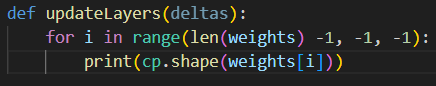 def updateLayers(deltas):
    for i in range(len(weights) -1, -1, -1):
        print(cp.shape(weights[i]))